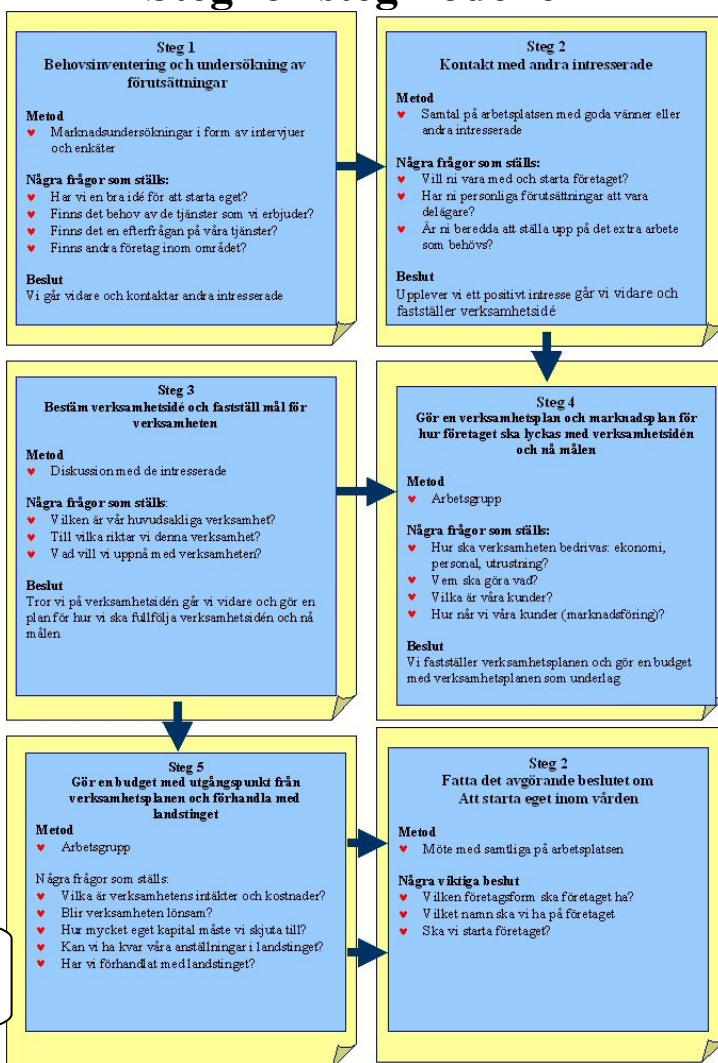 Steg 1
Behovsinventering och undersökning av
förutsättningar
Metod
Marknadsundersökningar i form av intervjuer
och enkäter
Några frågor som ställs:
Har vi en bra idé för att starta eget?
Finns det behov av de tjänster som vi erbjuder?
Finns det en efterfrågan på våra tjänster?
Finns andra företag inom området?
Beslut
Vi går vidare och kontaktar andra intresserade
Steg 2
Kontakt med andra intresserade
Metod
Samtal på arbetsplatsen med goda vänner eller
andra intresserade
Några frågor som ställs:
Vill ni vara med och starta företaget?
Har ni personliga förutsättningar att vara
delägare?
Är ni beredda att ställa upp på det extra arbete
som behövs?
Beslut
Upplever vi ett positivt intresse går vi vidare och
fastställer verksamhetsidé
Steg 3
Bestäm verksamhetsidé och fastställ mål för
verksamheten
Metod
Diskussion med de intresserade
Några frågor som ställs:
Vilken är vår huvudsakliga verksamhet?
Till vilka riktar vi denna verksamhet?
Vad vill vi uppnå med verksamheten?
Beslut
Tror vi på verksamhetsidén går vi vidare och gör en
plan för hur vi ska fullfölja verksamhetsidén och nå
målen
Steg 4
Gör en verksamhetsplan och marknadsplan för
hur företaget ska lyckas med verksamhetsidén
och nå målen
Metod
Arbetsgrupp
Några frågor som ställs:
Hur ska verksamheten bedrivas: ekonomi,
personal, utrustning?
Vem ska göra vad?
Vilka är våra kunder?
Hur når vi våra kunder (marknadsföring)?
Beslut
Vi fastställer verksamhetsplanen och gör en budget
med verksamhetsplanen som underlag
Steg 5
Gör en budget med utgångspunkt från
verksamhetsplanen och förhandla med
landstinget
Metod
Arbetsgrupp
Några frågor som ställs:
Vilka är verksamhetens intäkter och kostnader?
Blir verksamheten lönsam?
Hur mycket eget kapital måste vi skjuta till?
Kan vi ha kvar våra anställningar i landstinget?
Har vi förhandlat med landstinget?
Steg 2
Fatta det avgörande beslutet om
Att starta eget inom vården
Metod
Möte med samtliga på arbetsplatsen
Några viktiga beslut
Vilken företagsform ska företaget ha?
Vilket namn ska vi ha på företaget
Ska vi starta företaget?